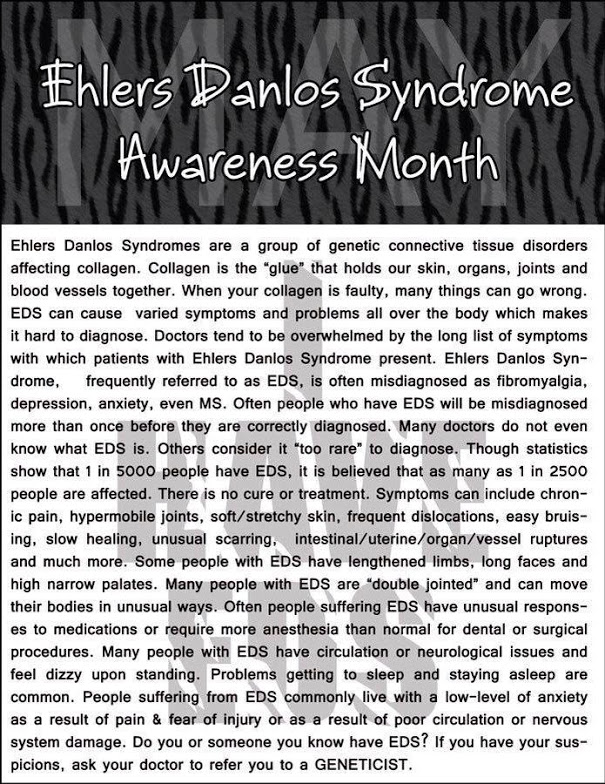 MAY
Ehlers Danlos Syndrome
Awareness Month
Ehlers Danlos Syndromes are a group of genetic connective tissue disorders
affecting collagen. Collagen is the “glue” that holds our skin, organs, joints and
blood vessels together. When your collagen is faulty, many things can go wrong.
EDS can cause varied symptoms and problems all over the body which makes
it hard to diagnose. Doctors tend to be overwhelmed by the long list of symptoms
with which patients with Ehlers Danlos Syndrome present. Ehlers Danlos Syn-
drome, frequently referred to as EDS, is often misdiagnosed as fibromyalgia,
depression, anxiety, even MS. Often people who have EDS will be misdiagnosed
more than once before they are correctly diagnosed. Many doctors do not even
know what EDS is. Others consider it “too rare” to diagnose. Though statistics
show that 1 in 5000 people have EDS, it is believed that as many as 1 in 2500
people are affected. There is no cure or treatment. Symptoms can include chron-
ic pain, hypermobile joints, soft/stretchy skin, frequent dislocations, easy bruis-
ing, slow healing, unusual scarring, intestinal/uterine/organ/vessel ruptures
and much more. Some people with EDS have lengthened limbs, long faces and
high narrow palates. Many people with EDS are “double jointed” and can move
their bodies in unusual ways. Often people suffering EDS have unusual respons-
es to medications or require more anesthesia than normal for dental or surgical
procedures. Many people with EDS have circulation or neurological issues and
feel dizzy upon standing. Problems getting to sleep and staying asleep are
common. People suffering from EDS commonly live with a low-level of anxiety
as a result of pain & fear of injury or as a result of poor circulation or nervous
system damage. Do you or someone you know have EDS? If you have your sus-
picions, ask your doctor to refer you to a GENETICIST.
I
HAVE
EDS